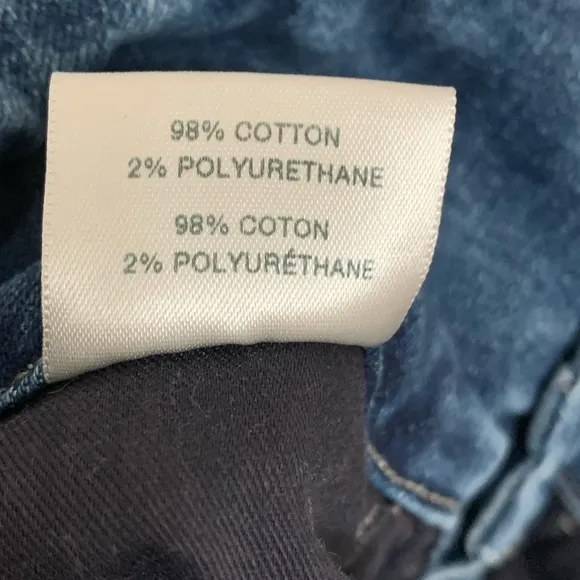 98% COTTON
2% POLYURETHANE
98% COTON
2% POLYURÉTHANE